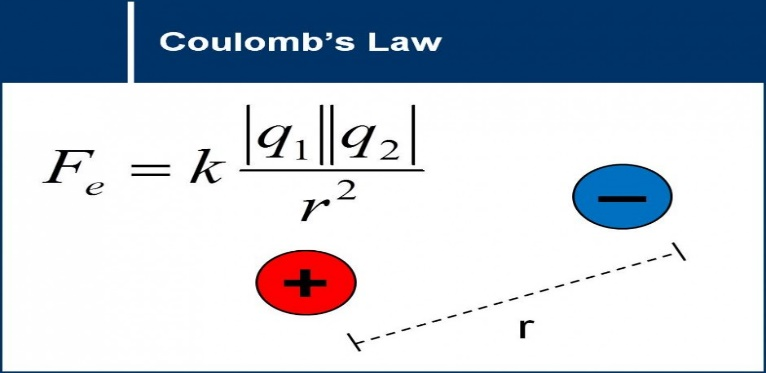 Coulomb's Law
F_e = k |q_1||q_2| / r^2
+
−
r